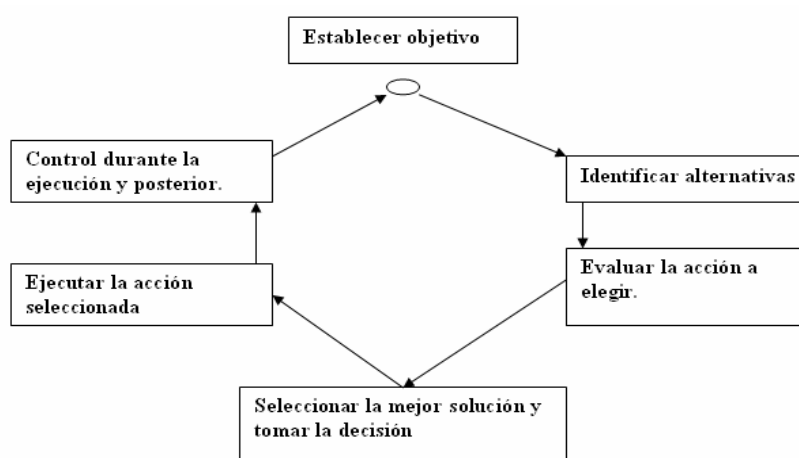 Establecer objetivo
Identificar alternativas
Evaluar la acción a
elegir.
Seleccionar la mejor solución y
tomar la decisión
Ejecutar la acción
seleccionada
Control durante la
ejecución y posterior.